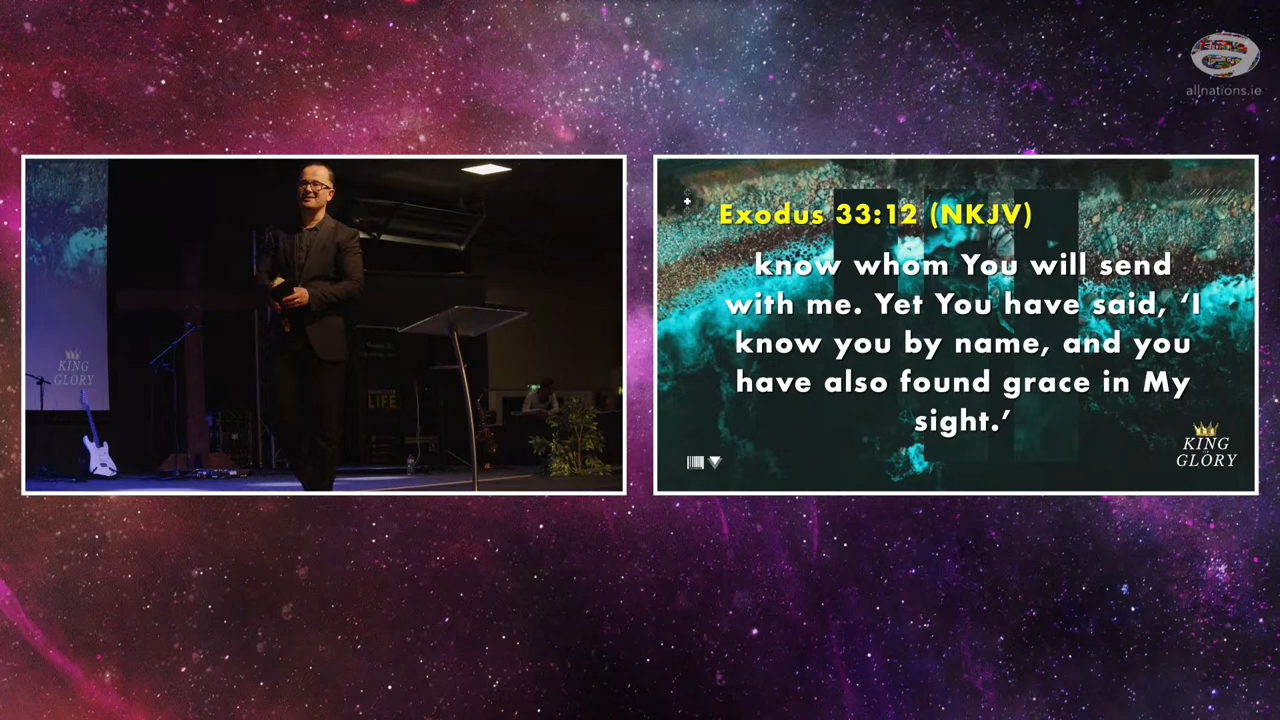 allnations.ie
KING
GLORY
LIFE
Exodus 33:12 (NKJV)
know whom You will send
with me. Yet You have said, ‘I
know you by name, and you
have also found grace in My
sight.’
KING
OF
GLORY